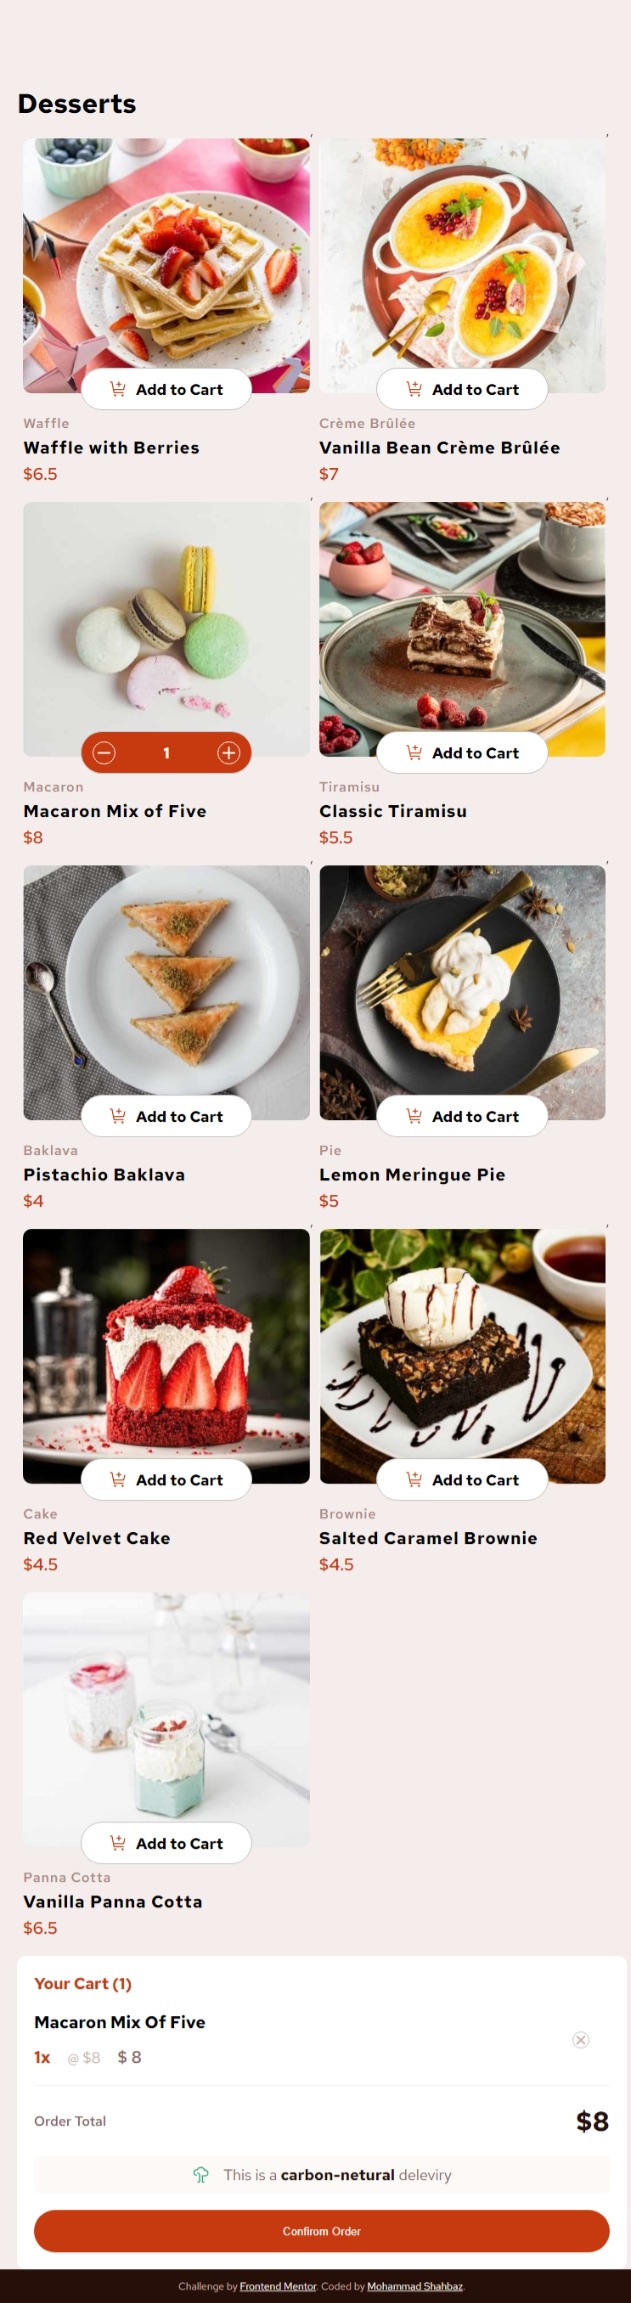 Desserts
, ,
Add to Cart Add to Cart
Waffle Crème Brûlée
Waffle with Berries Vanilla Bean Crème Brûlée
$6.5 $7
, ,
1 Add to Cart
Macaron Tiramisu
Macaron Mix of Five Classic Tiramisu
$8 $5.5
, ,
Add to Cart Add to Cart
Baklava Pie
Pistachio Baklava Lemon Meringue Pie
$4 $5
, ,
Add to Cart Add to Cart
Cake Brownie
Red Velvet Cake Salted Caramel Brownie
$4.5 $4.5
Add to Cart
Panna Cotta
Vanilla Panna Cotta
$6.5
Your Cart (1)
Macaron Mix Of Five
1x @ $8 $ 8
Order Total $8
This is a carbon-netural deleviry
Confirom Order
Challenge by Frontend Mentor. Coded by Mohammad Shahbaz.